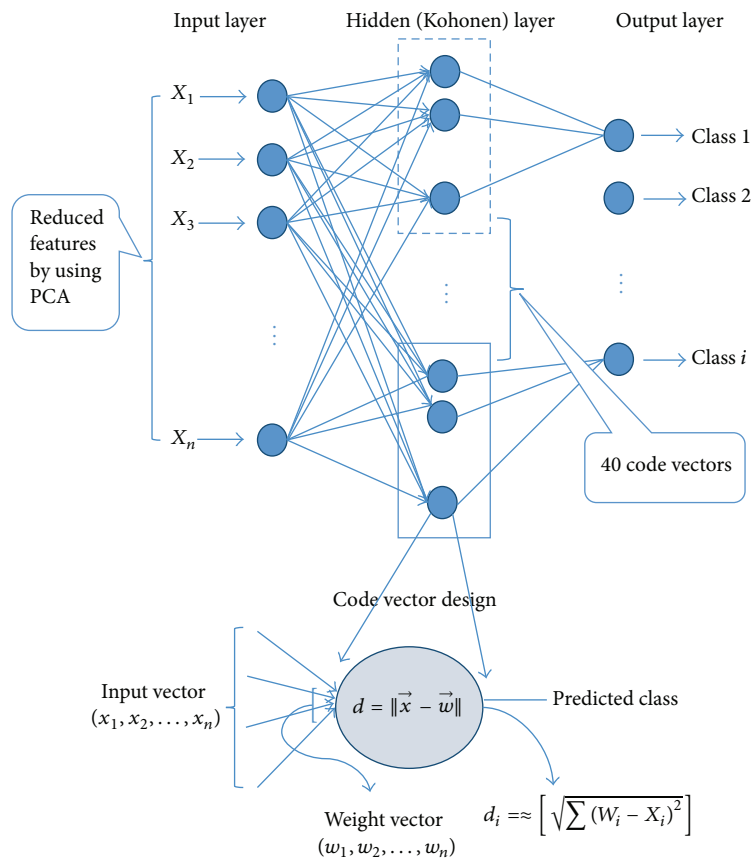 Input layer
Hidden (Kohonen) layer
Output layer
X₁
X₂
X₃
⋮
Xₙ
Reduced
features
by using
PCA
⋮
⋮
Class 1
Class 2
Class i
40 code vectors
Code vector design
Input vector
(x₁, x₂, . . . , xₙ)
d = ‖x⃗ − w⃗‖
Predicted class
Weight vector
(w₁, w₂, . . . , wₙ)
dᵢ =≈ [√∑ (Wᵢ − Xᵢ)²]